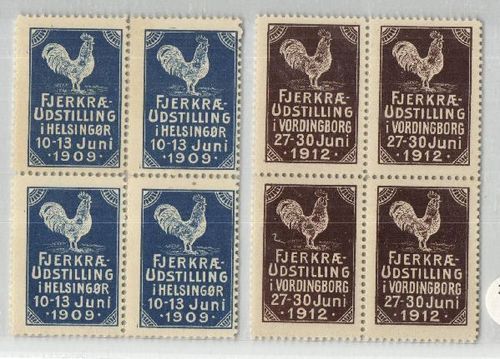 FJERKRÆ-
UDSTILLING
I HELSINGØR
10-13 Juni
·1909·
FJERKRÆ-
UDSTILLING
I HELSINGØR
10-13 Juni
·1909·
FJERKRÆ-
UDSTILLING
I VORDINGBORG
27-30 Juni
·1912·
FJERKRÆ-
UDSTILLING
I VORDINGBORG
27-30 Juni
·1912·
FJERKRÆ-
UDSTILLING
I HELSINGØR
10-13 Juni
·1909·
FJERKRÆ-
UDSTILLING
I HELSINGØR
10-13 Juni
·1909·
FJERKRÆ-
UDSTILLING
I VORDINGBORG
27-30 Juni
·1912·
FJERKRÆ-
UDSTILLING
I VORDINGBORG
27-30 Juni
·1912·